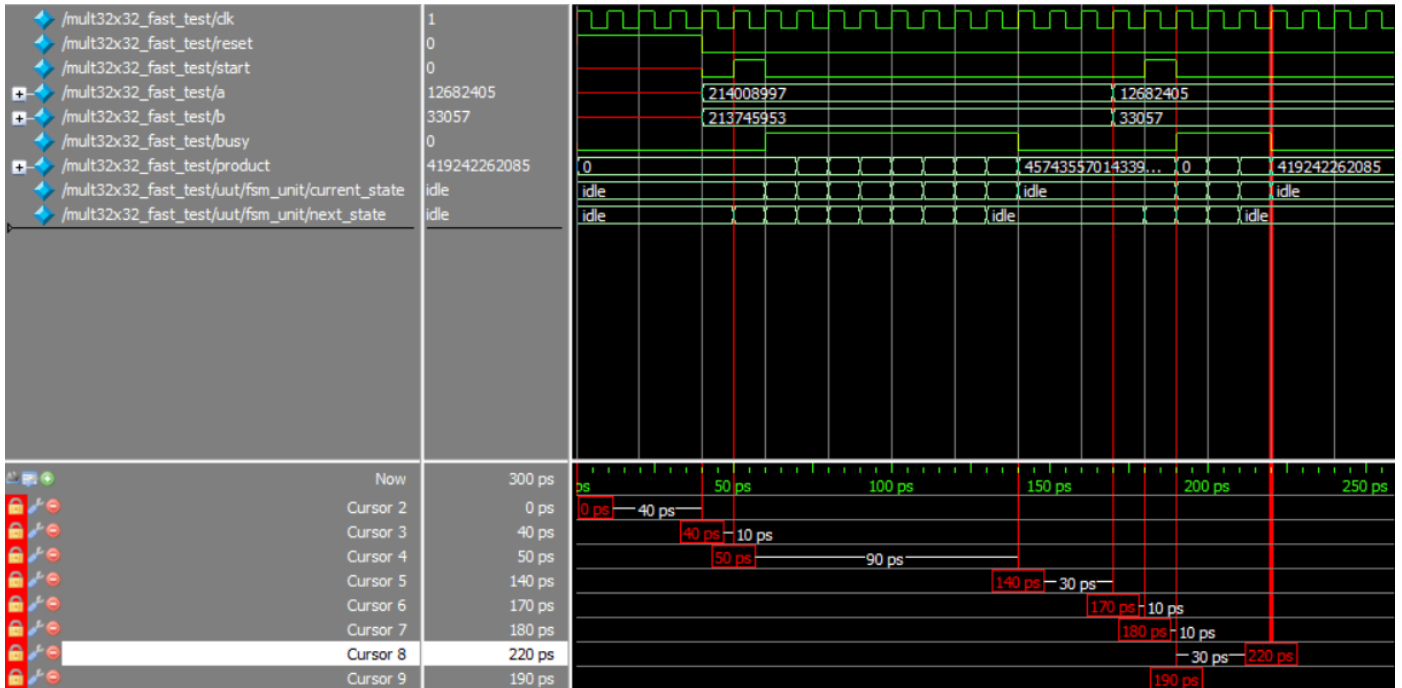 /mult32x32_fast_test/clk 1
/mult32x32_fast_test/reset 0
/mult32x32_fast_test/start 0
/mult32x32_fast_test/a 12682405 214008997 12682405
/mult32x32_fast_test/b 33057 213745953 33057
/mult32x32_fast_test/busy 0
/mult32x32_fast_test/product 419242262085 0 45743557014339... 0 419242262085
/mult32x32_fast_test/uut/fsm_unit/current_state idle idle idle idle
/mult32x32_fast_test/uut/fsm_unit/next_state idle idle idle idle
Now 300 ps ps 50 ps 100 ps 150 ps 200 ps 250 ps
Cursor 2 0 ps 0 ps 40 ps
Cursor 3 40 ps 40 ps 10 ps
Cursor 4 50 ps 50 ps 90 ps
Cursor 5 140 ps 140 ps 30 ps
Cursor 6 170 ps 170 ps 10 ps
Cursor 7 180 ps 180 ps 10 ps
Cursor 8 220 ps 30 ps 220 ps
Cursor 9 190 ps 190 ps